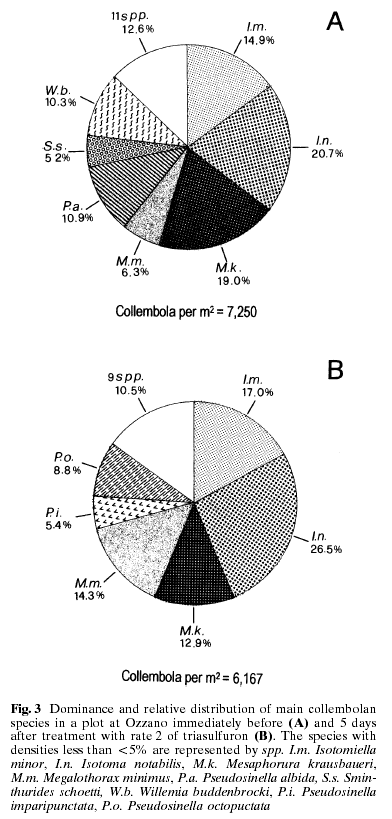 A
11 spp.
12,6%
I.m.
14.9%
W.b.
10.3%
I.n.
20.7%
S.s.
5 2%
P.a.
10.9%
M.m.
6.3%
M.k.
19.0%
Collembola per m² = 7,250
B
9 spp.
10.5%
I.m.
17.0%
P.o.
8.8%
P.i.
5.4%
I.n.
26.5%
M.m.
14.3%
M.k.
12.9%
Collembola per m² = 6,167
Fig. 3 Dominance and relative distribution of main collembolan
species in a plot at Ozzano immediately before (A) and 5 days
after treatment with rate 2 of triasulfuron (B). The species with
densities less than <5% are represented by spp. I.m. Isotomiella
minor, I.n. Isotoma notabilis, M.k. Mesaphorura krausbaueri,
M.m. Megalothorax minimus, P.a. Pseudosinella albida, S.s. Smin-
thurides schoetti, W.b. Willemia buddenbrocki, P.i. Pseudosinella
imparipunctata, P.o. Pseudosinella octopuctata